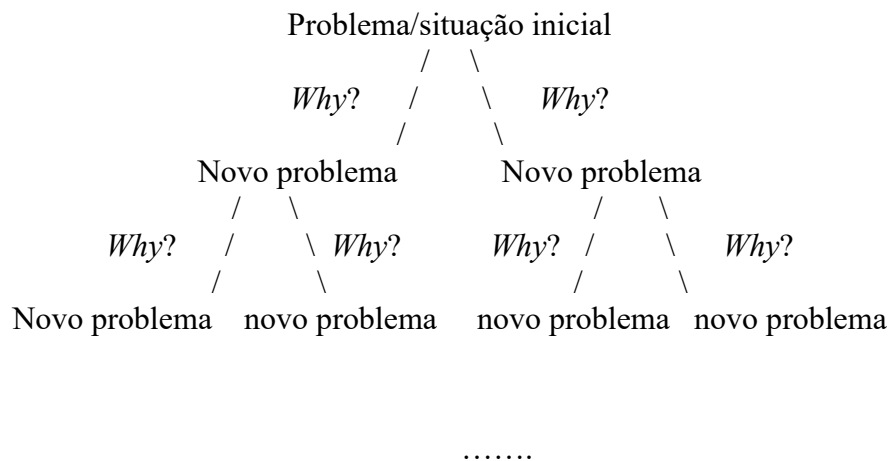 Problema/situação inicial
/ \
Why? / \ Why?
/ \
Novo problema Novo problema
/ \ / \
Why? / \ Why? Why? / \ Why?
/ \ / \
Novo problema novo problema novo problema novo problema
…….